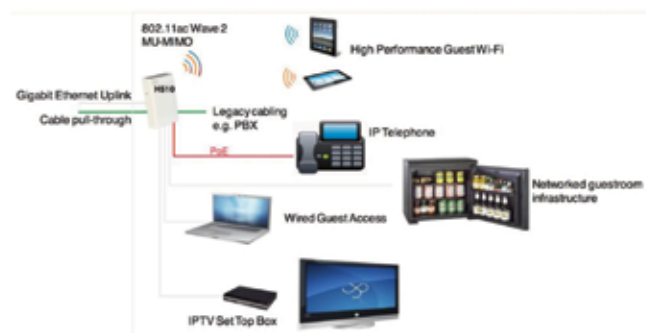 802.11ac Wave 2
MU-MIMO
High Performance Guest Wi-Fi
H510
Gigabit Ethernet Uplink
Cable pull-through
Legacy cabling
e.g. PBX
IP Telephone
PoE
Networked guestroom
infrastructure
Wired Guest Access
IPTV Set Top Box